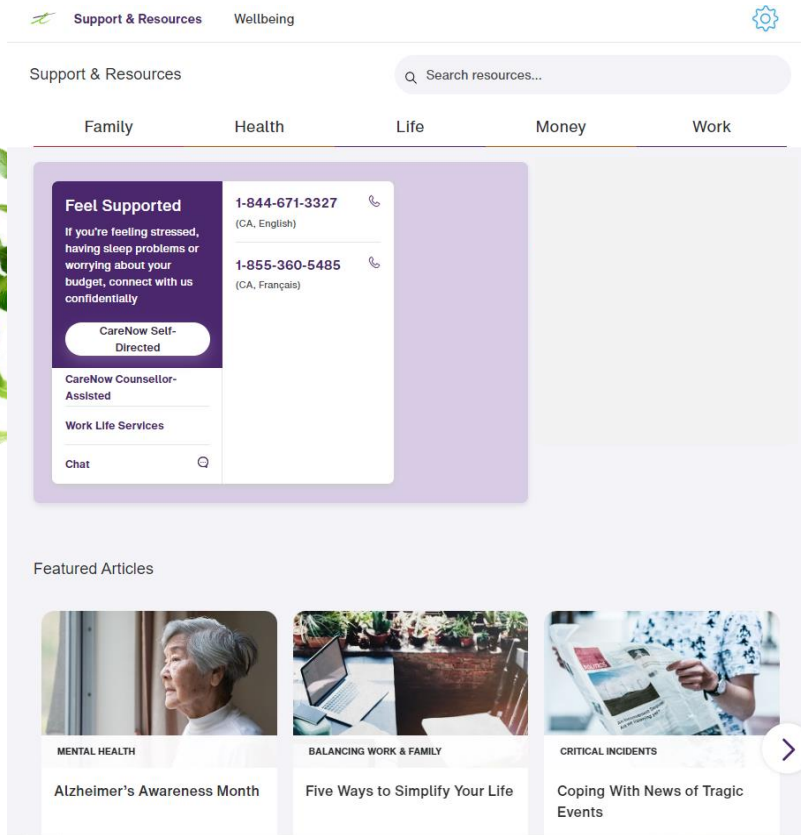 Support & Resources
Wellbeing
Support & Resources
Search resources...
Family
Health
Life
Money
Work
Feel Supported
If you're feeling stressed,
having sleep problems or
worrying about your
budget, connect with us
confidentially
CareNow Self-
Directed
CareNow Counsellor-
Assisted
Work Life Services
Chat
1-844-671-3327
(CA, English)
1-855-360-5485
(CA, Français)
Featured Articles
MENTAL HEALTH
Alzheimer's Awareness Month
BALANCING WORK & FAMILY
Five Ways to Simplify Your Life
CRITICAL INCIDENTS
Coping With News of Tragic
Events